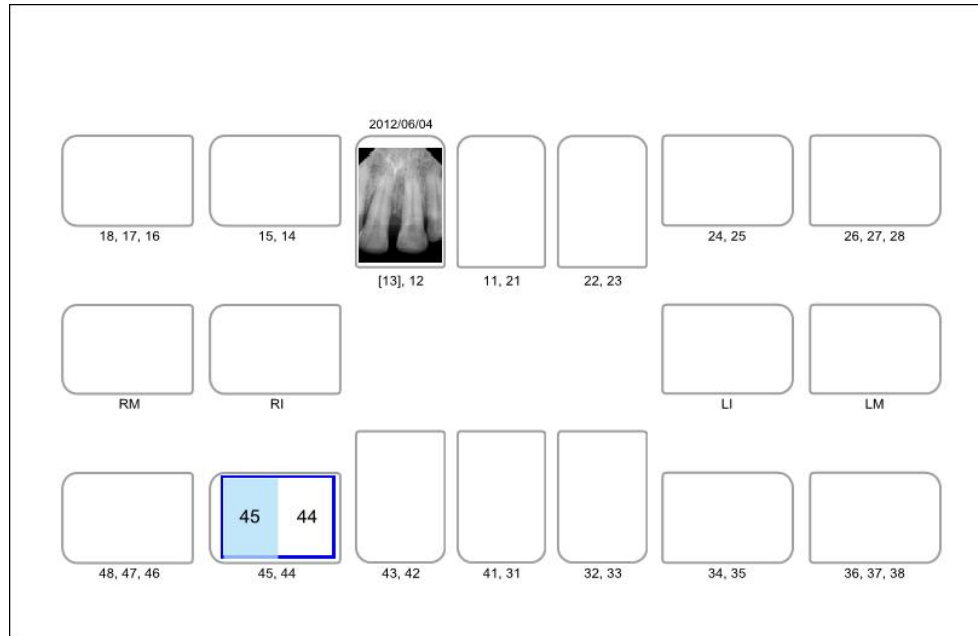 2012/06/04
18, 17, 16
15, 14
[13], 12
11, 21
22, 23
24, 25
26, 27, 28
RM
RI
LI
LM
45
44
48, 47, 46
45, 44
43, 42
41, 31
32, 33
34, 35
36, 37, 38